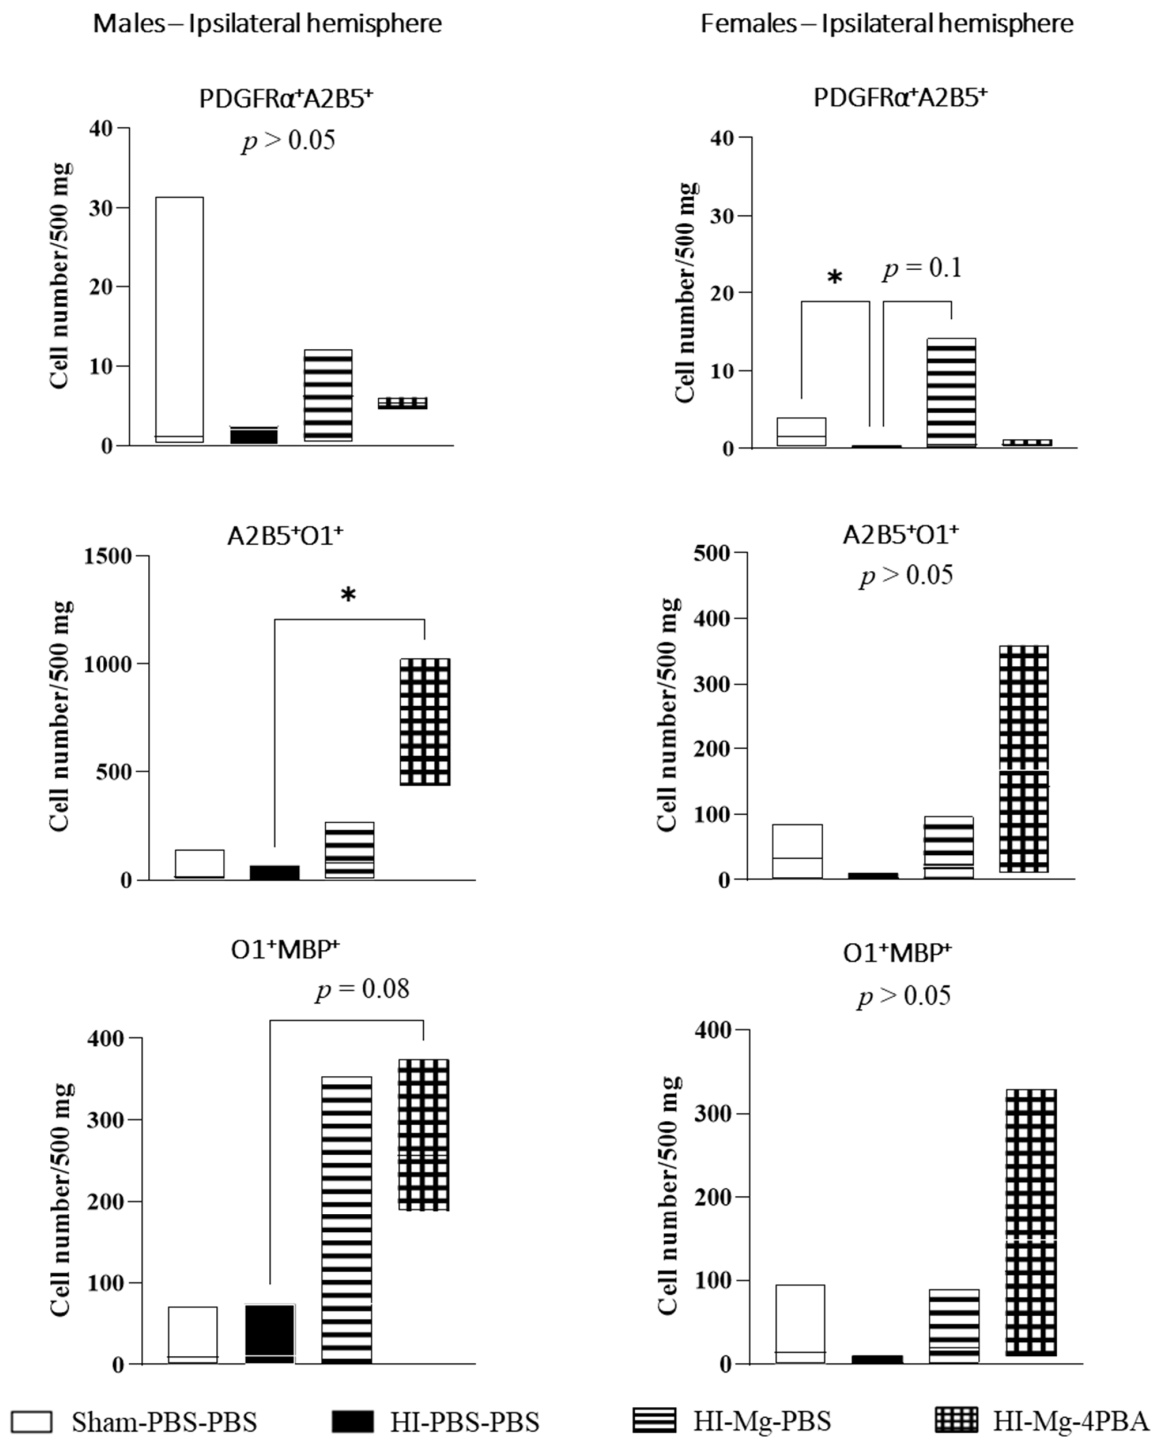 Males – Ipsilateral hemisphere
Females – Ipsilateral hemisphere
PDGFRα⁺A2B5⁺
p > 0.05
Cell number/500 mg
40
30
20
10
0
PDGFRα⁺A2B5⁺
Cell number/500 mg
40
30
20
10
0
*
p = 0.1
A2B5⁺O1⁺
Cell number/500 mg
1500
1000
500
0
*
A2B5⁺O1⁺
p > 0.05
Cell number/500 mg
500
400
300
200
100
0
O1⁺MBP⁺
p = 0.08
Cell number/500 mg
400
300
200
100
0
O1⁺MBP⁺
p > 0.05
Cell number/500 mg
400
300
200
100
0
Sham-PBS-PBS
HI-PBS-PBS
HI-Mg-PBS
HI-Mg-4PBA